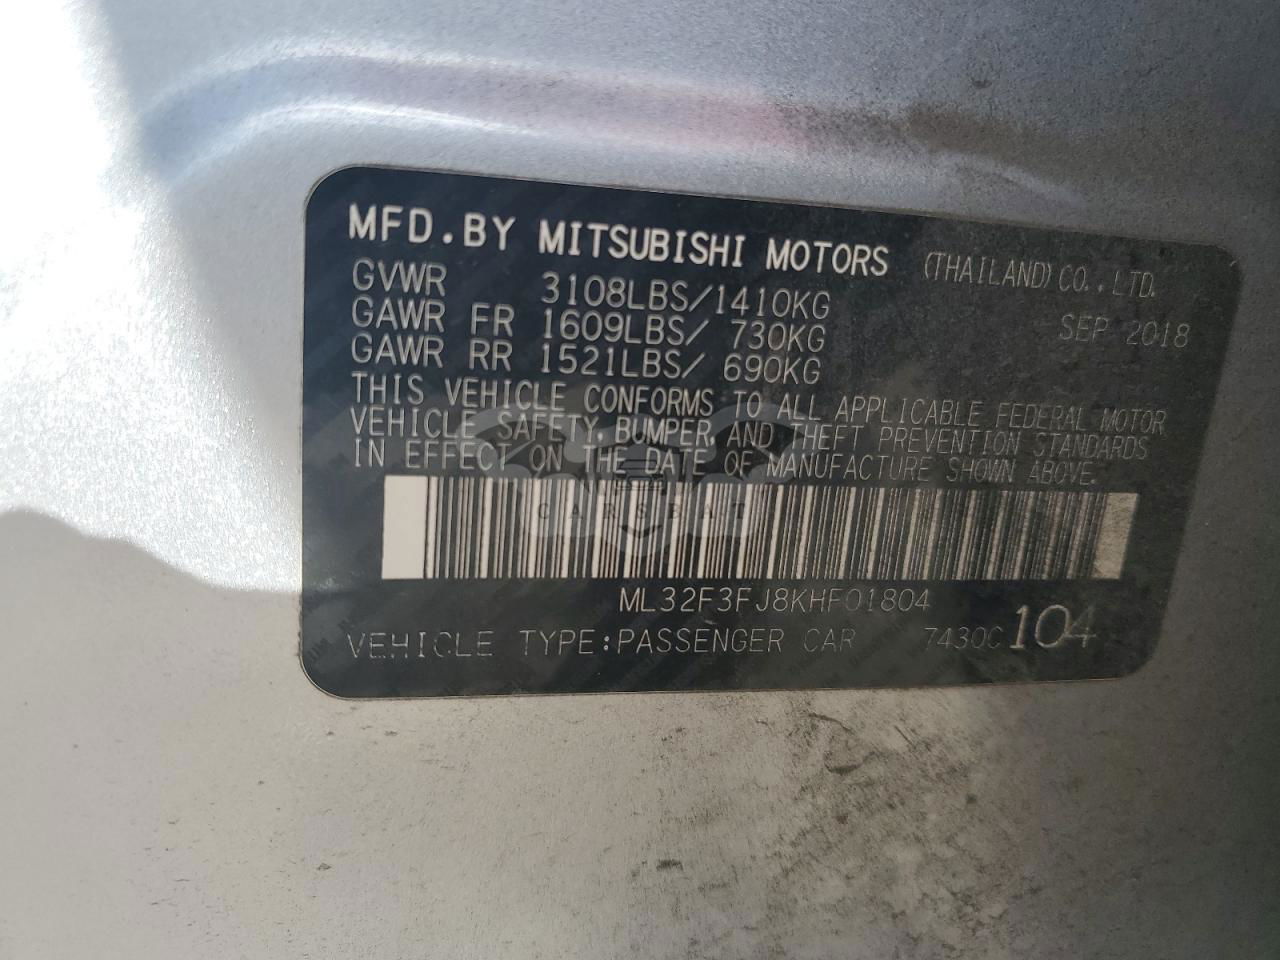 MFD.BY MITSUBISHI MOTORS (THAILAND) CO., LTD.
GVWR 3108LBS/1410KG SEP 2018
GAWR FR 1609LBS/ 730KG
GAWR RR 1521LBS/ 690KG
THIS VEHICLE CONFORMS TO ALL APPLICABLE FEDERAL MOTOR
VEHICLE SAFETY, BUMPER, AND THEFT PREVENTION STANDARDS
IN EFFECT ON THE DATE OF MANUFACTURE SHOWN ABOVE.
CARSEAT
ML32F3FJ8KHF01804
VEHICLE TYPE:PASSENGER CAR 7430C 104